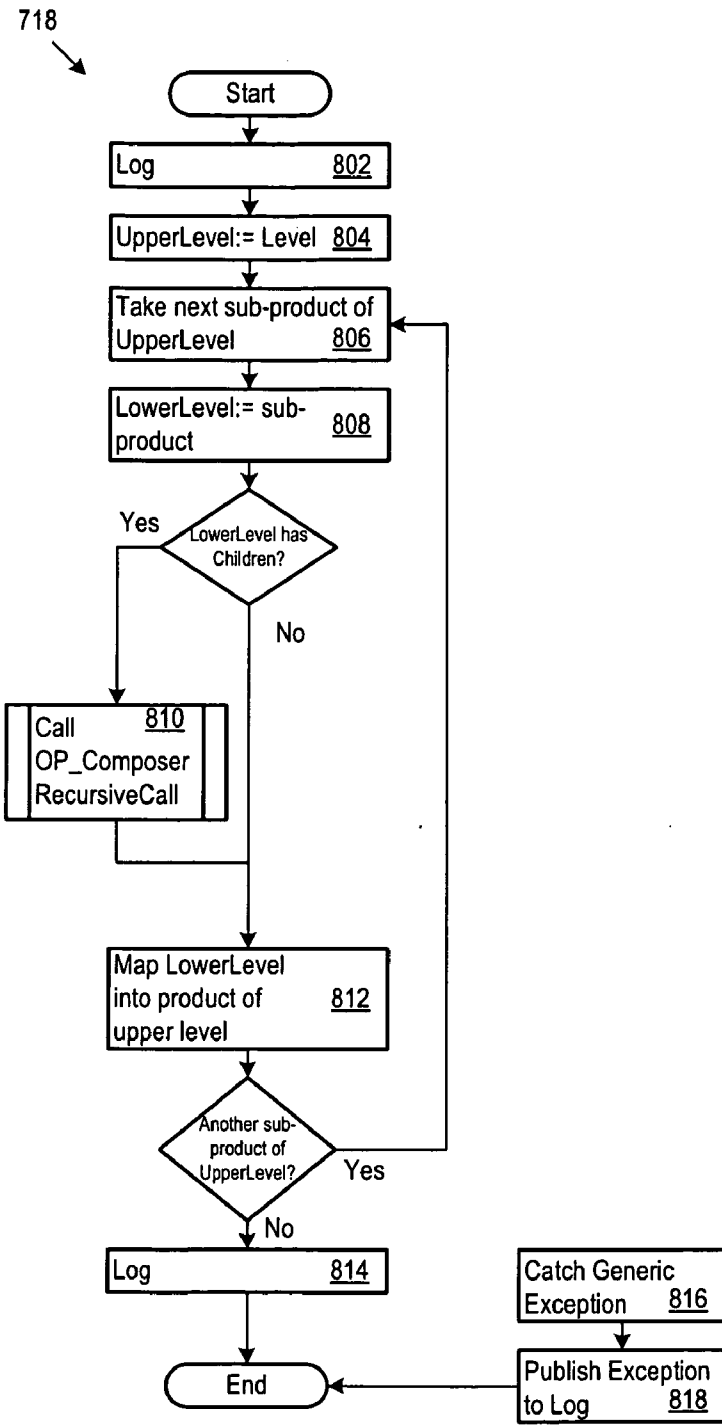 718
Start
Log 802
UpperLevel:= Level 804
Take next sub-product of
UpperLevel 806
LowerLevel:= sub-
product 808
Yes
LowerLevel has
Children?
No
Call 810
OP_Composer
RecursiveCall
Map LowerLevel
into product of 812
upper level
Another sub-
product of
UpperLevel?
Yes
No
Log 814
Catch Generic
Exception 816
End
Publish Exception
to Log 818